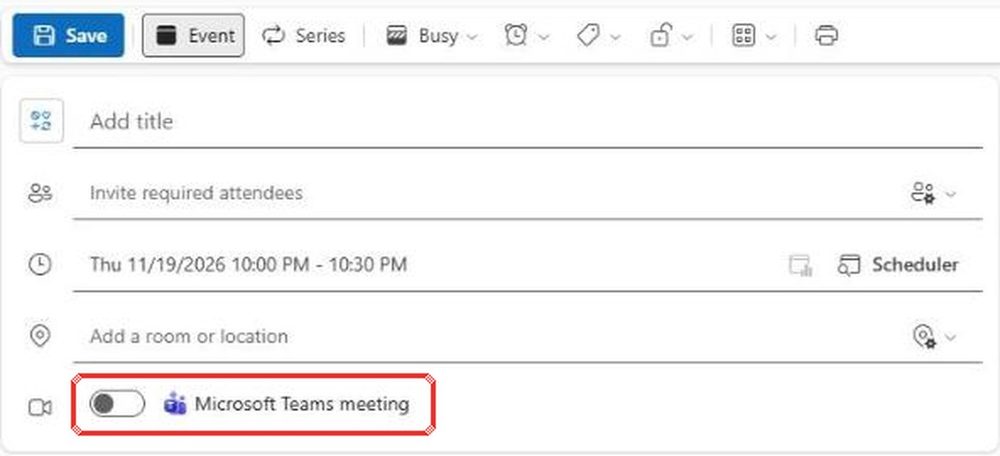 Save Event Series Busy
Add title
Invite required attendees
Thu 11/19/2026 10:00 PM - 10:30 PM Scheduler
Add a room or location
Microsoft Teams meeting